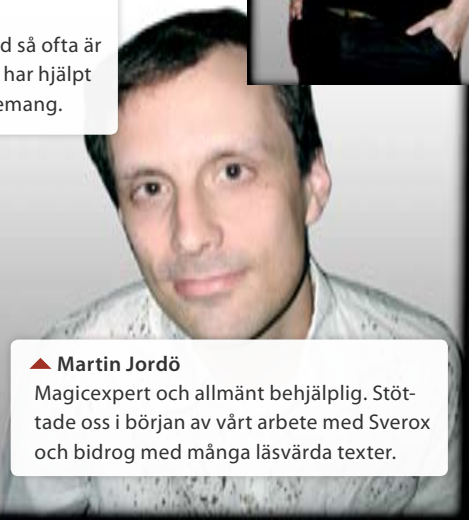 d så ofta är
har hjälpt
emang.
Martin Jordö
Magicexpert och allmänt behjälplig. Stöt-
tade oss i början av vårt arbete med Sverox
och bidrog med många läsvärda texter.